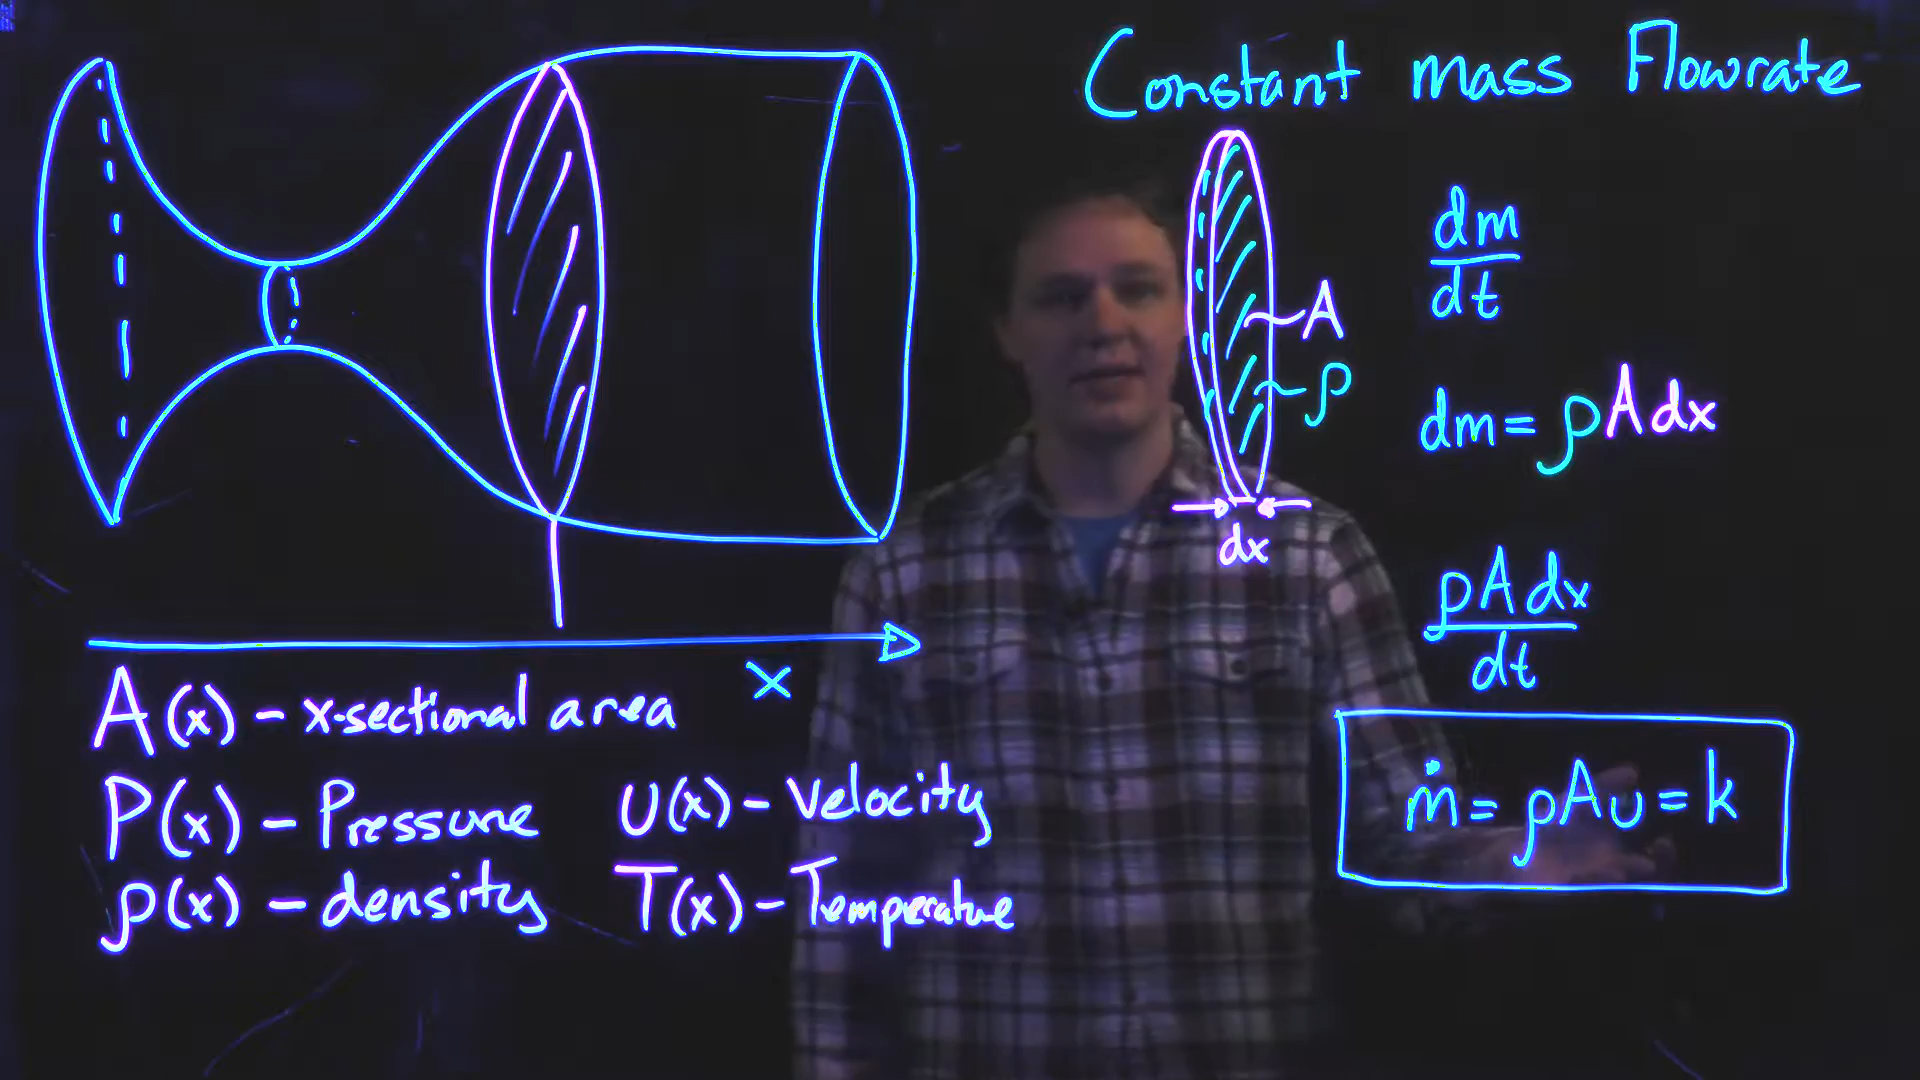 Constant mass Flowrate
dm
dt
A
ρ
dm = ρAdx
dx
ρAdx
dt
x
A(x) - x-sectional area
P(x) - Pressure
U(x) - Velocity
ρ(x) - density
T(x) - Temperature
ṁ = ρAu = k